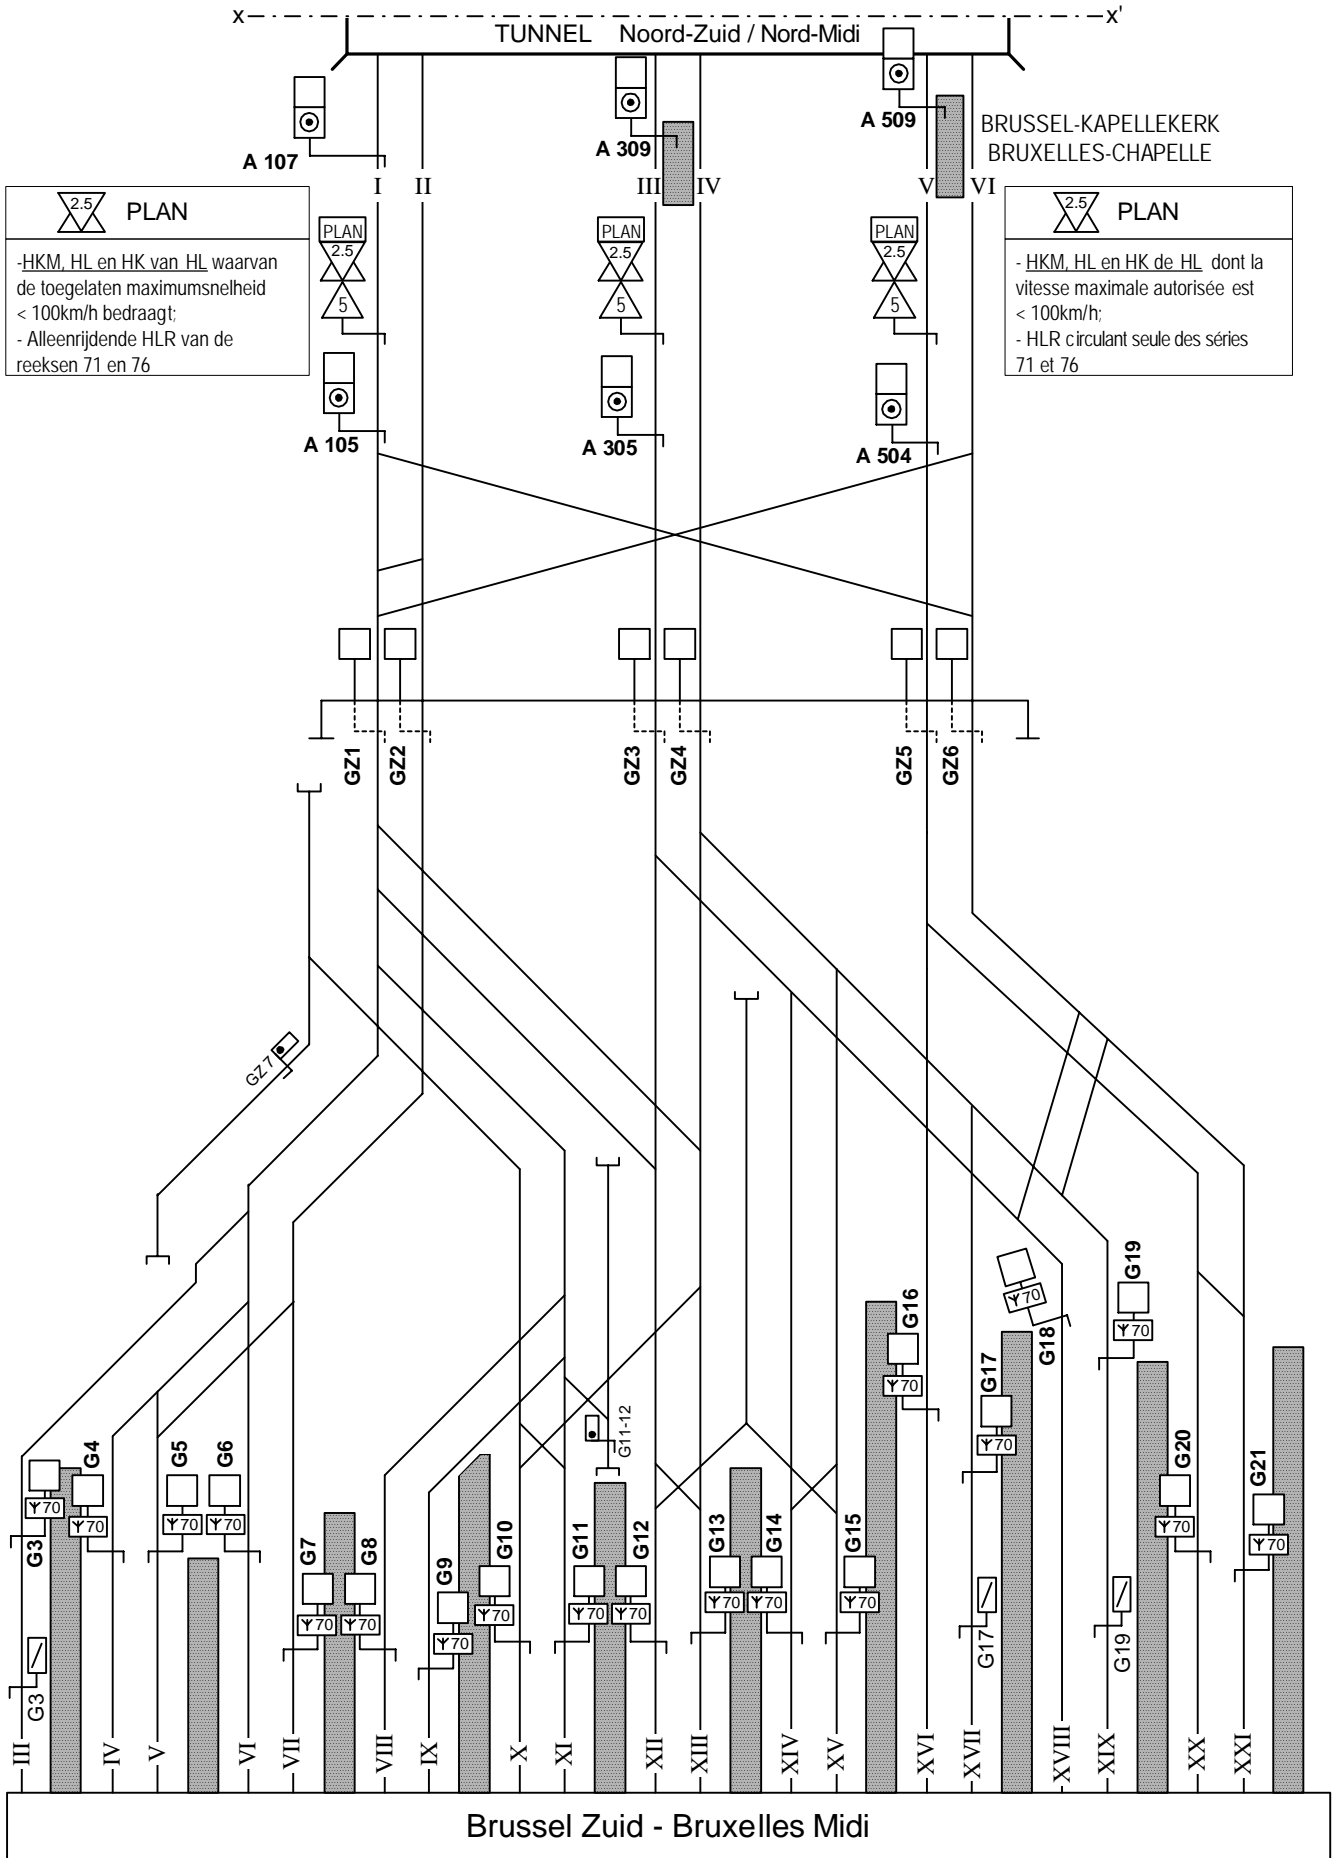 x x'
TUNNEL Noord-Zuid / Nord-Midi
A 107
A 309
A 509
BRUSSEL-KAPELLEKERK
BRUXELLES-CHAPELLE
I II III IV V VI
2.5 PLAN
-HKM, HL en HK van HL waarvan
de toegelaten maximumsnelheid
< 100km/h bedraagt;
- Alleenrijdende HLR van de
reeksen 71 en 76
PLAN
2.5
5
PLAN
2.5
5
PLAN
2.5
5
2.5 PLAN
- HKM, HL en HK de HL dont la
vitesse maximale autorisée est
< 100km/h;
- HLR circulant seule des séries
71 et 76
A 105
A 305
A 504
GZ1
GZ2
GZ3
GZ4
GZ5
GZ6
GZ 7
G3
70
G4
70
G5
70
G6
70
G7
70
G8
70
G9
70
G10
70
G11
70
G12
70
G11-12
G13
70
G14
70
G15
70
G16
70
G17
70
G18
70
G19
70
G20
70
G21
70
G3
G17
G19
III IV V VI VII VIII IX X XI XII XIII XIV XV XVI XVII XVIII XIX XX XXI
Brussel Zuid - Bruxelles Midi